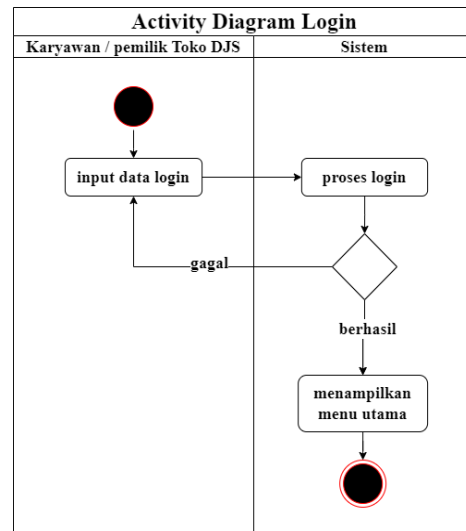 Activity Diagram Login
Karyawan / pemilik Toko DJS
Sistem
input data login
proses login
gagal
berhasil
menampilkan
menu utama